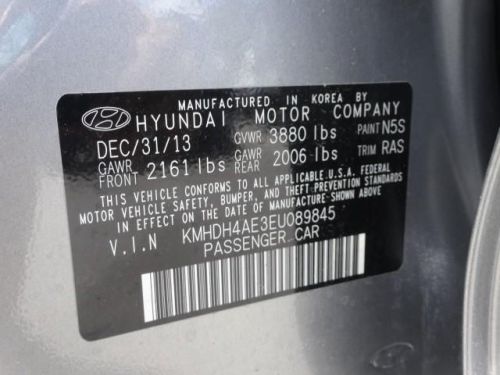 MANUFACTURED IN KOREA BY
HYUNDAI MOTOR COMPANY
DEC/31/13 GVWR 3880 lbs PAINT N5S
GAWR FRONT 2161 lbs GAWR REAR 2006 lbs TRIM RAS
THIS VEHICLE CONFORMS TO ALL APPLICABLE U.S.A FEDERAL
MOTOR VEHICLE SAFETY, BUMPER, AND THEFT PREVENTION STANDARDS
IN EFFECT ON THE DATE OF MANUFACTURE SHOWN ABOVE.
V.I.N KMHDH4AE3EU089845
PASSENGER CAR